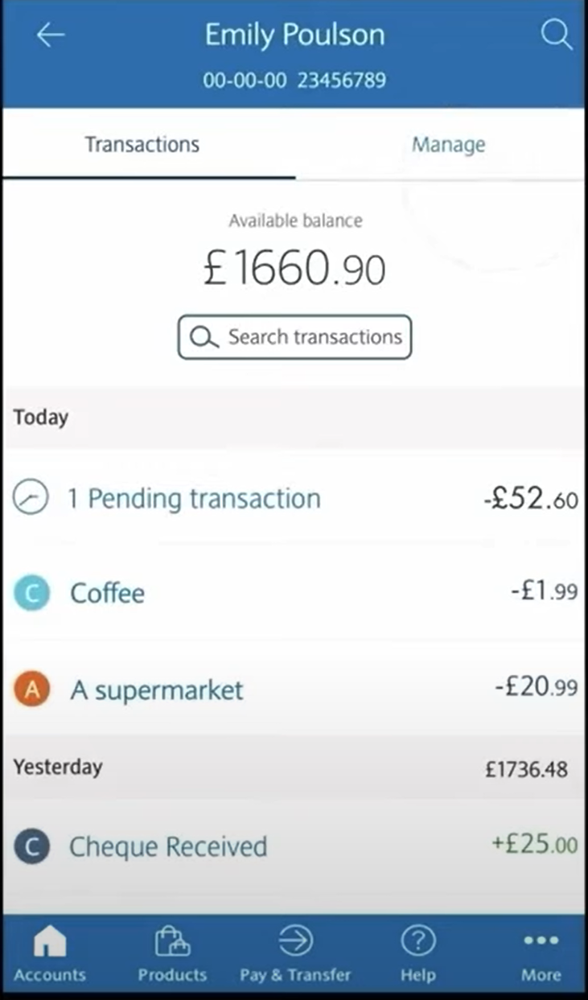 Emily Poulson
00-00-00 23456789
Transactions Manage
Available balance
£1660.90
Search transactions
Today
1 Pending transaction -£52.60
C Coffee -£1.99
A A supermarket -£20.99
Yesterday £1736.48
C Cheque Received +£25.00
Accounts Products Pay & Transfer Help More